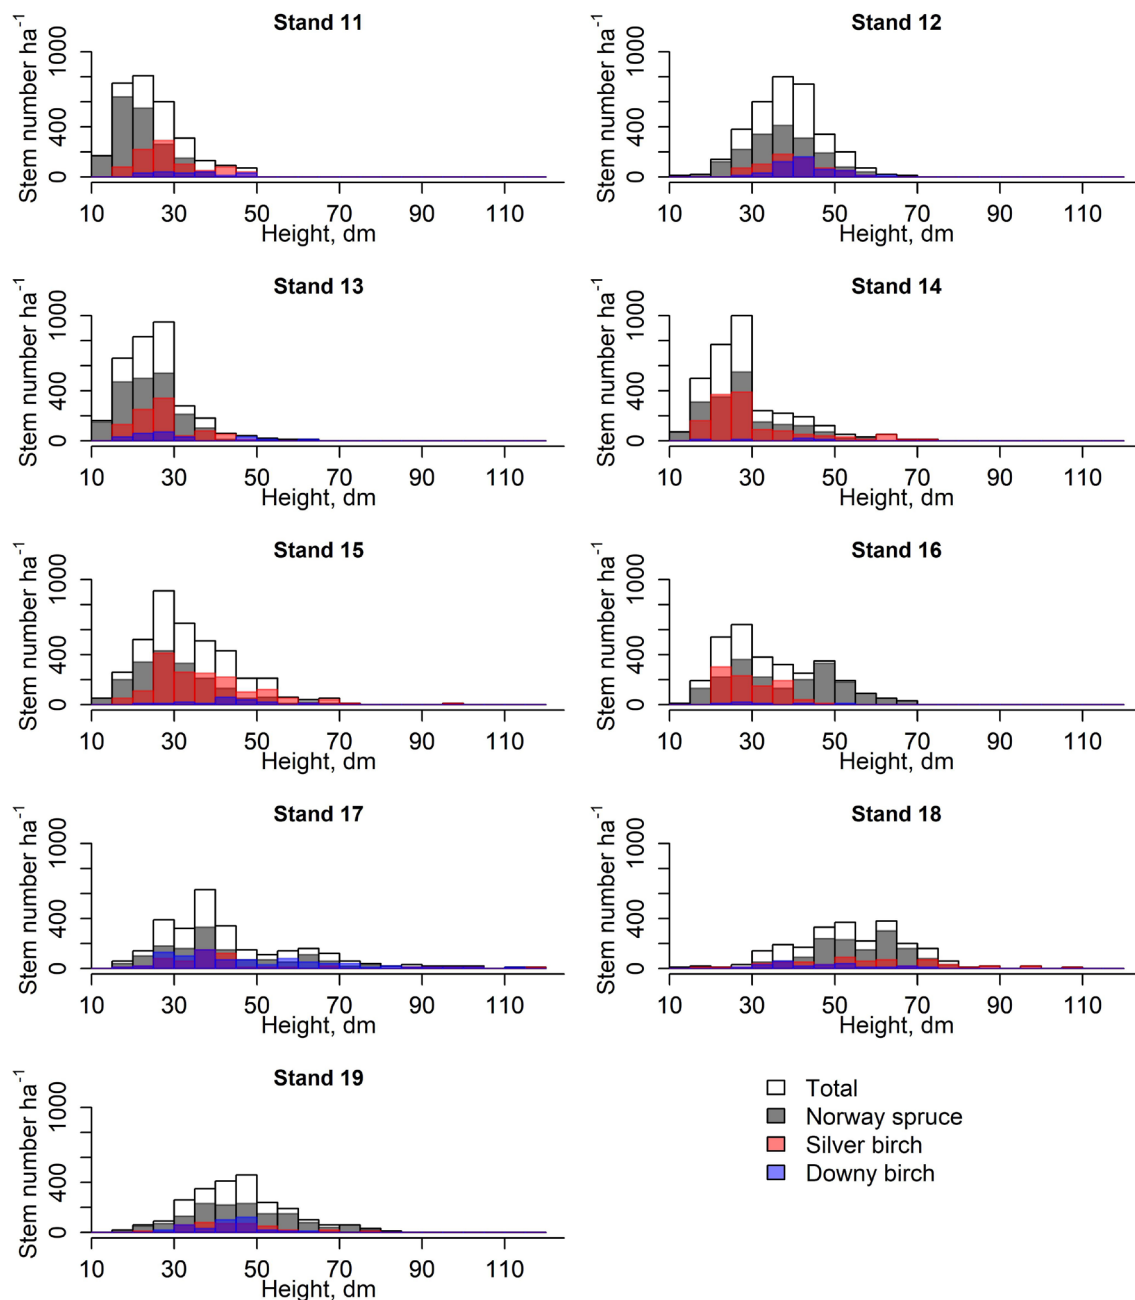 Stand 11
Stem number ha⁻¹
0 400 1000
10 30 50 70 90 110
Height, dm
Stand 12
Stem number ha⁻¹
0 400 1000
10 30 50 70 90 110
Height, dm
Stand 13
Stem number ha⁻¹
0 400 1000
10 30 50 70 90 110
Height, dm
Stand 14
Stem number ha⁻¹
0 400 1000
10 30 50 70 90 110
Height, dm
Stand 15
Stem number ha⁻¹
0 400 1000
10 30 50 70 90 110
Height, dm
Stand 16
Stem number ha⁻¹
0 400 1000
10 30 50 70 90 110
Height, dm
Stand 17
Stem number ha⁻¹
0 400 1000
10 30 50 70 90 110
Height, dm
Stand 18
Stem number ha⁻¹
0 400 1000
10 30 50 70 90 110
Height, dm
Stand 19
Stem number ha⁻¹
0 400 1000
10 30 50 70 90 110
Height, dm
Total
Norway spruce
Silver birch
Downy birch